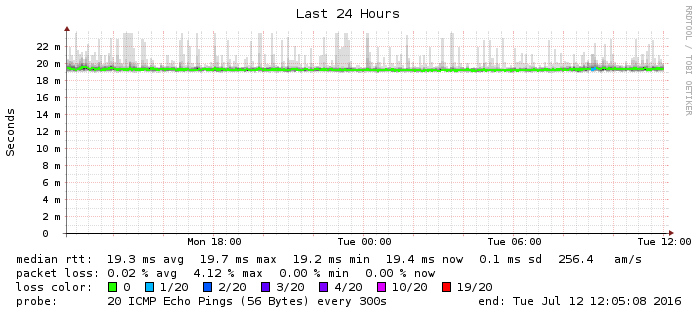 Last 24 Hours
RRDTOOL / TOBI OETIKER
Seconds
22 m
20 m
18 m
16 m
14 m
12 m
10 m
8 m
6 m
4 m
2 m
0
Mon 18:00 Tue 00:00 Tue 06:00 Tue 12:00
median rtt: 19.3 ms avg 19.7 ms max 19.2 ms min 19.4 ms now 0.1 ms sd 256.4 am/s
packet loss: 0.02 % avg 4.12 % max 0.00 % min 0.00 % now
loss color: 0 1/20 2/20 3/20 4/20 10/20 19/20
probe: 20 ICMP Echo Pings (56 Bytes) every 300s end: Tue Jul 12 12:05:08 2016